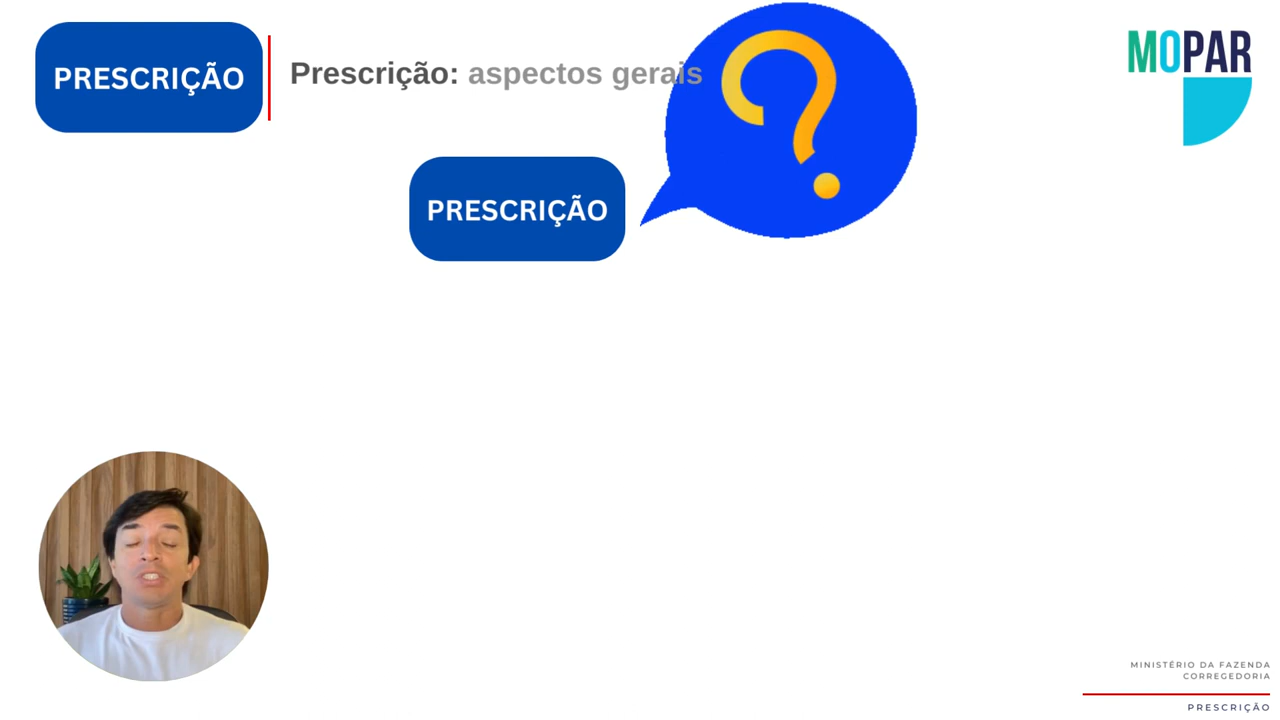 PRESCRIÇÃO
Prescrição: aspectos gerais
MOPAR
PRESCRIÇÃO
?
MINISTÉRIO DA FAZENDA
CORREGEDORIA
PRESCRIÇÃO